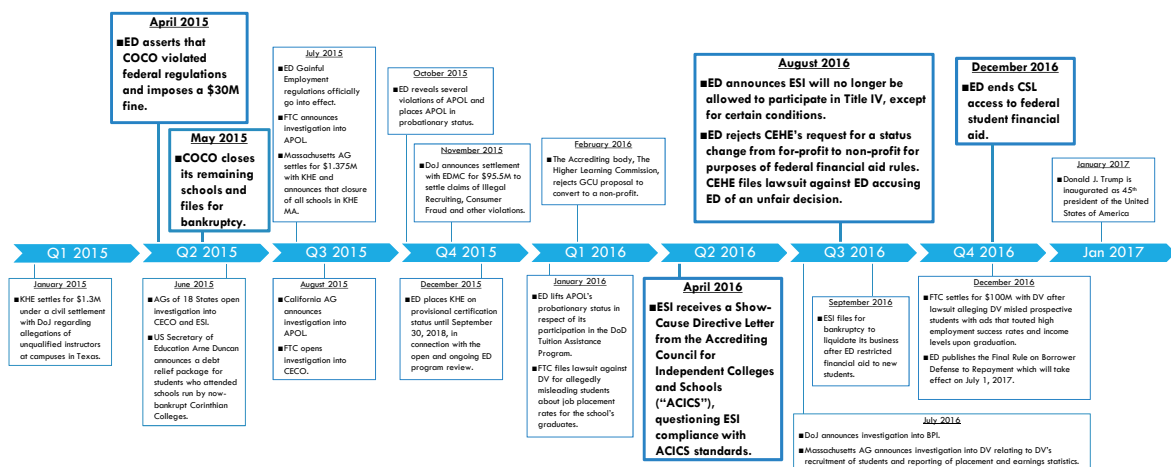 April 2015
■ED asserts that
COCO violated
federal regulations
and imposes a $30M
fine.
May 2015
■COCO closes
its remaining
schools and
files for
bankruptcy.
July 2015
■ED Gainful
Employment
regulations officially
go into effect.
■FTC announces
investigation into
APOL.
■Massachusetts AG
settles for $1.375M
with KHE and
announces that closure
of all schools in KHE
MA.
October 2015
■ED reveals several
violations of APOL and
places APOL in
probationary status.
November 2015
■DoJ announces settlement
with EDMC for $95.5M to
settle claims of Illegal
Recruiting, Consumer
Fraud and other violations.
February 2016
■The Accrediting body, The
Higher Learning Commission,
rejects GCU proposal to
convert to a non-profit.
August 2016
■ED announces ESI will no longer be
allowed to participate in Title IV, except
for certain conditions.
■ED rejects CEHE's request for a status
change from for-profit to non-profit for
purposes of federal financial aid rules.
CEHE files lawsuit against ED accusing
ED of an unfair decision.
December 2016
■ED ends CSL
access to federal
student financial
aid.
January 2017
■Donald J. Trump is
inaugurated as 45th
president of the
United States of
America
Q1 2015
Q2 2015
Q3 2015
Q4 2015
Q1 2016
Q2 2016
Q3 2016
Q4 2016
Jan 2017
January 2015
■KHE settles for $1.3M
under a civil settlement
with DoJ regarding
allegations of
unqualified instructors
at campuses in Texas.
June 2015
■AGs of 18 States open
investigation into
CECO and ESI.
■US Secretary of
Education Arne Duncan
announces a debt
relief package for
students who attended
schools run by now-
bankrupt Corinthian
Colleges.
August 2015
■California AG
announces
investigation into
APOL.
■FTC opens
investigation into
CECO.
December 2015
■ED places KHE on
provisional certification
status until September
30, 2018, in
connection with the
open and ongoing ED
program review.
January 2016
■ED lifts APOL's
probationary status in
respect of its
participation in the DoD
Tuition Assistance
Program.
■FTC files lawsuit against
DV for allegedly
misleading students
about job placement
rates for the school's
graduates.
April 2016
■ESI receives a Show-
Cause Directive Letter
from the Accrediting
Council for
Independent Colleges
and Schools
("ACICS"),
questioning ESI
compliance with
ACICS standards.
September 2016
■ESI files for
bankruptcy to
liquidate its business
after ED restricted
financial aid to
new students.
December 2016
■FTC settles for $100M with DV after
lawsuit alleging DV misled prospective
students with ads that touted high
employment success rates and income
levels upon graduation.
■ED publishes the Final Rule on Borrower
Defense to Repayment which will take
effect on July 1, 2017.
July 2016
■DoJ announces investigation into BPI.
■Massachusetts AG announces investigation into DV relating to DV's
recruitment of students and reporting of placement and earnings statistics.